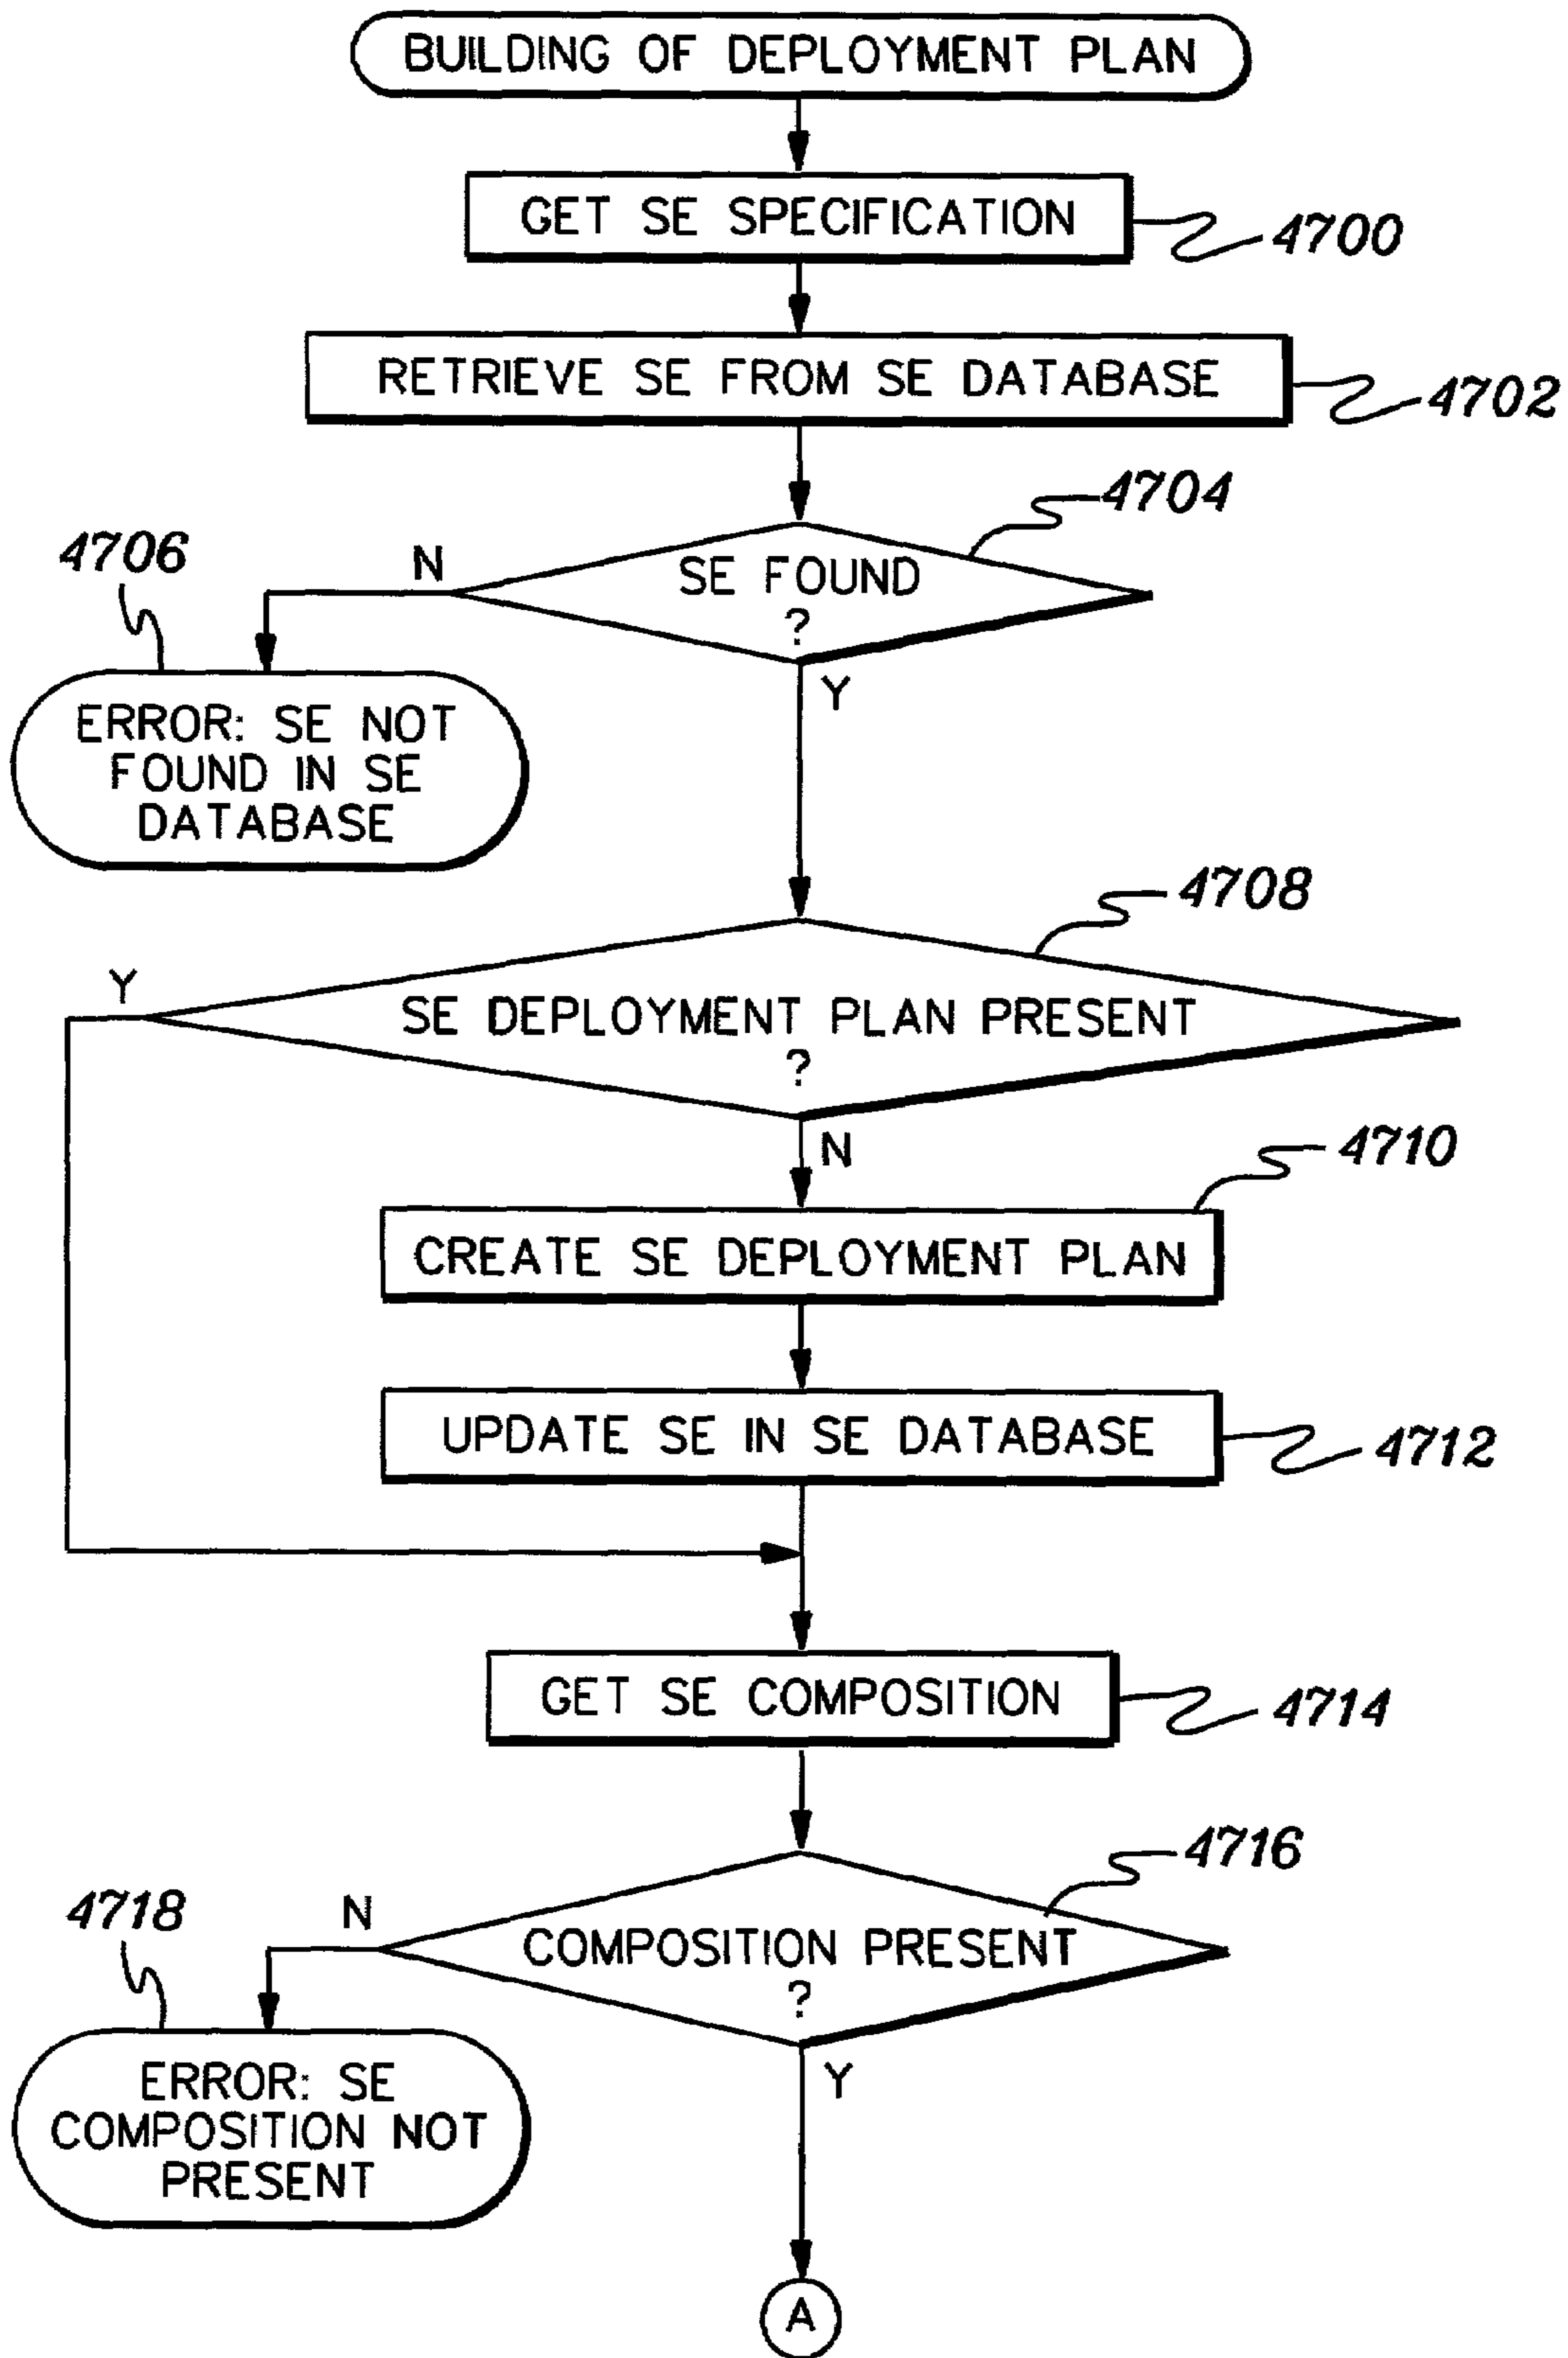 BUILDING OF DEPLOYMENT PLAN
GET SE SPECIFICATION
4700
RETRIEVE SE FROM SE DATABASE
4702
4704
SE FOUND
?
N
Y
4706
ERROR: SE NOT
FOUND IN SE
DATABASE
4708
SE DEPLOYMENT PLAN PRESENT
?
Y
N
4710
CREATE SE DEPLOYMENT PLAN
UPDATE SE IN SE DATABASE
4712
GET SE COMPOSITION
4714
4716
COMPOSITION PRESENT
?
N
Y
4718
ERROR: SE
COMPOSITION NOT
PRESENT
A